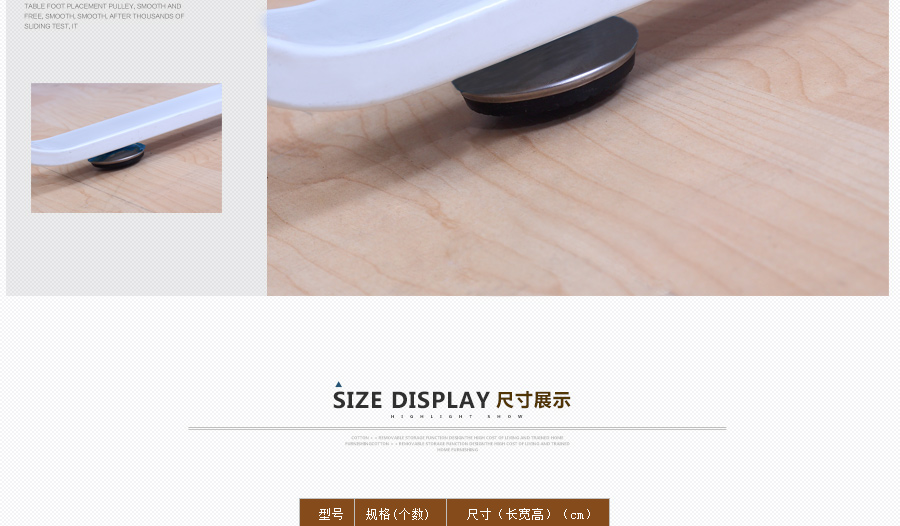 TABLE FOOT PLACEMENT PULLEY, SMOOTH AND
FREE, SMOOTH, SMOOTH, AFTER THOUSANDS OF
SLIDING TEST, IT
SIZE DISPLAY 尺寸展示
HIGHLIGHT SHOW
型号 规格(个数) 尺寸(长宽高)(cm)